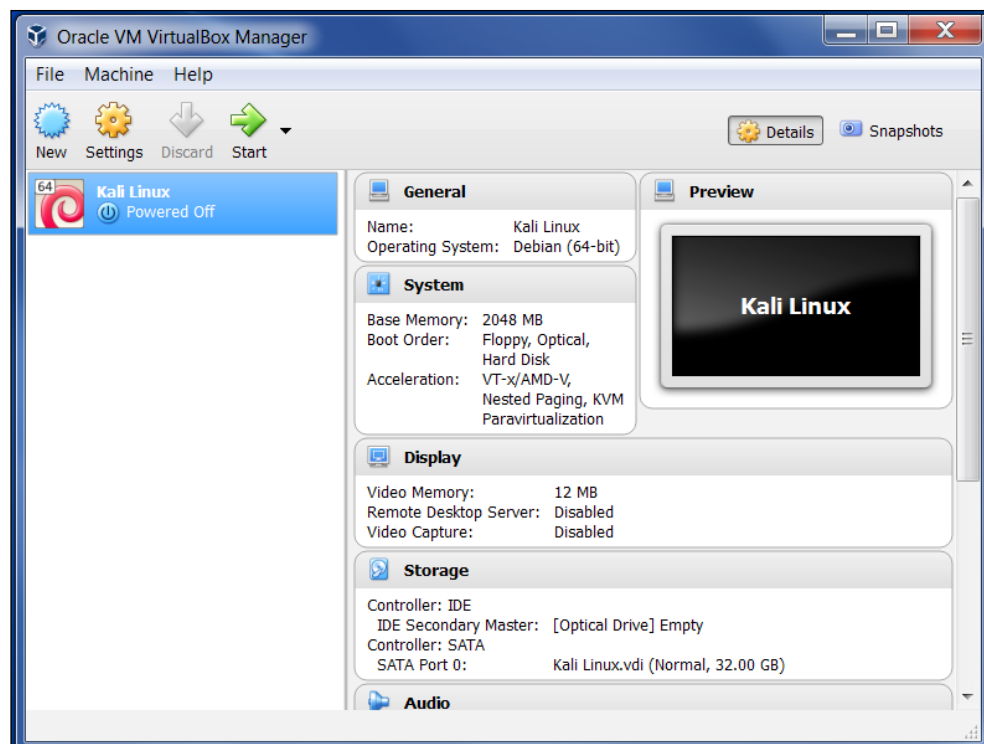 Oracle VM VirtualBox Manager
File Machine Help
New Settings Discard Start
Details Snapshots
64
Kali Linux
Powered Off
General
Name: Kali Linux
Operating System: Debian (64-bit)
System
Base Memory: 2048 MB
Boot Order: Floppy, Optical,
Hard Disk
Acceleration: VT-x/AMD-V,
Nested Paging, KVM
Paravirtualization
Preview
Kali Linux
Display
Video Memory: 12 MB
Remote Desktop Server: Disabled
Video Capture: Disabled
Storage
Controller: IDE
IDE Secondary Master: [Optical Drive] Empty
Controller: SATA
SATA Port 0: Kali Linux.vdi (Normal, 32.00 GB)
Audio